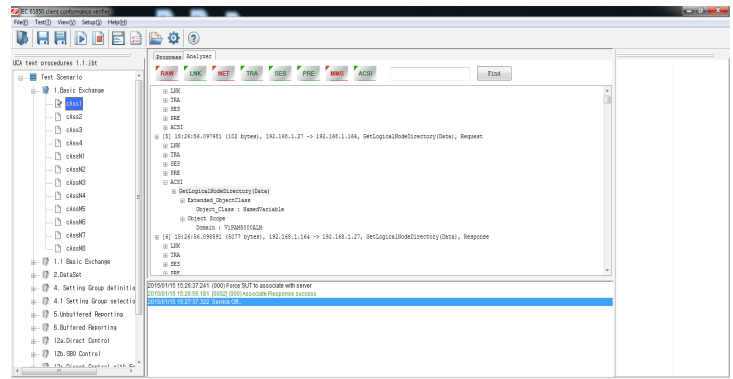 IEC 61850 client conformance verifier
File(F) Test(T) View(V) Setup(S) Help(H)
UCA test procedures 1.1.jbt
Test Scenario
1.Basic Exchange
cAss1
cAss2
cAss3
cAss4
cAssN1
cAssN2
cAssN3
cAssN4
cAssN5
cAssN6
cAssN7
cAssN8
1.1 Basic Exchange
2.DataSet
4. Setting Group definitio
4.1 Setting Group selectio
5.Unbuffered Reporting
6.Buffered Reporting
12a.Direct Control
12b.SBO Control
Progress Analyzer
RAW LNK NET TRA SES PRE MMS ACSI Find
LNK
TRA
SES
PRE
ACSI
[5] 15:26:56.097981 (102 bytes), 192.168.1.27 -> 192.168.1.164, GetLogicalNodeDirectory(Data), Request
LNK
TRA
SES
PRE
ACSI
GetLogicalNodeDirectory(Data)
Extended_ObjectClass
Object_Class : NamedVariable
Object Scope
Domain : ViPAM5000ALM
[6] 15:26:56.098591 (5077 bytes), 192.168.1.164 -> 192.168.1.27, GetLogicalNodeDirectory(Data), Response
LNK
TRA
SES
PRE
2015/01/15 15:26:37.241 (000) Force SUT to associate with server
2015/01/15 15:26:56.181 [0002] (000) Associate Response success
2015/01/15 15:27:37.322 Service Off...